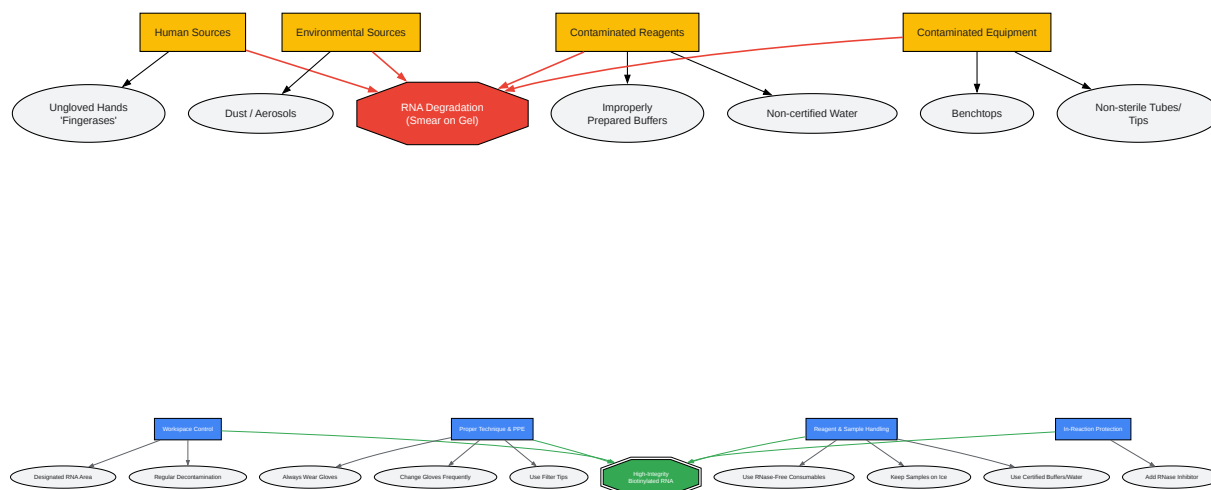 Human Sources
Environmental Sources
Contaminated Reagents
Contaminated Equipment
Ungloved Hands
'Fingerases'
Dust / Aerosols
RNA Degradation
(Smear on Gel)
Improperly
Prepared Buffers
Non-certified Water
Benchtops
Non-sterile Tubes/
Tips
Workspace Control
Proper Technique & PPE
Reagent & Sample Handling
In-Reaction Protection
Designated RNA Area
Regular Decontamination
Always Wear Gloves
Change Gloves Frequently
Use Filter Tips
High-Integrity
Biotinylated RNA
Use RNase-Free Consumables
Keep Samples on Ice
Use Certified Buffers/Water
Add RNase Inhibitor